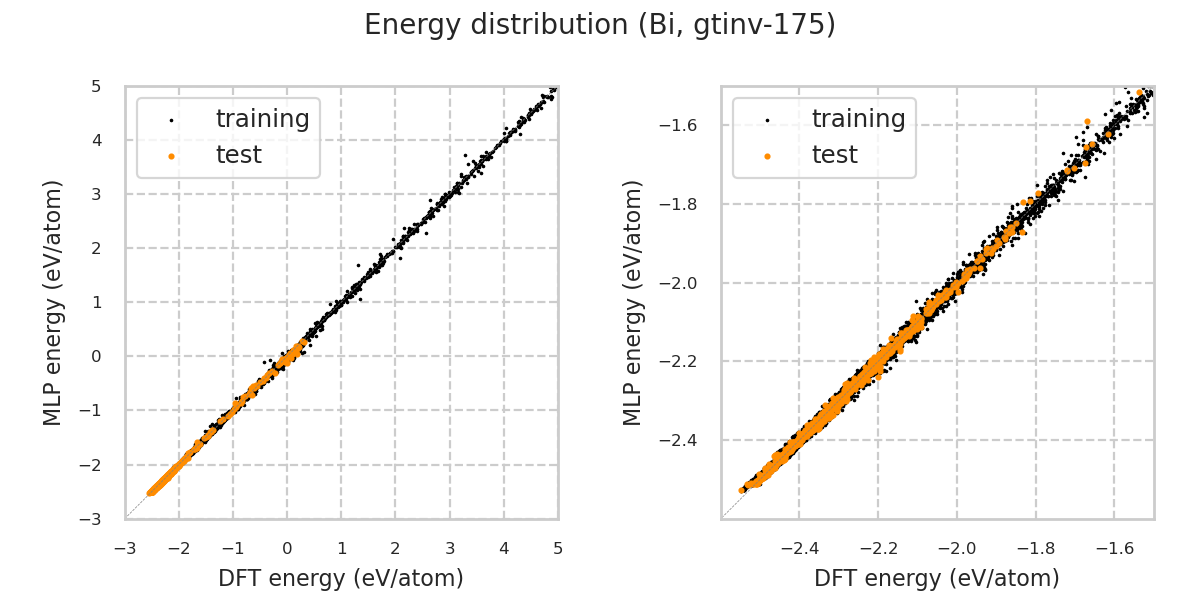 Energy distribution (Bi, gtinv-175)
training
test
5
4
3
2
1
0
−1
−2
−3
−3 −2 −1 0 1 2 3 4 5
MLP energy (eV/atom)
DFT energy (eV/atom)
training
test
−1.6
−1.8
−2.0
−2.2
−2.4
−2.4 −2.2 −2.0 −1.8 −1.6
MLP energy (eV/atom)
DFT energy (eV/atom)